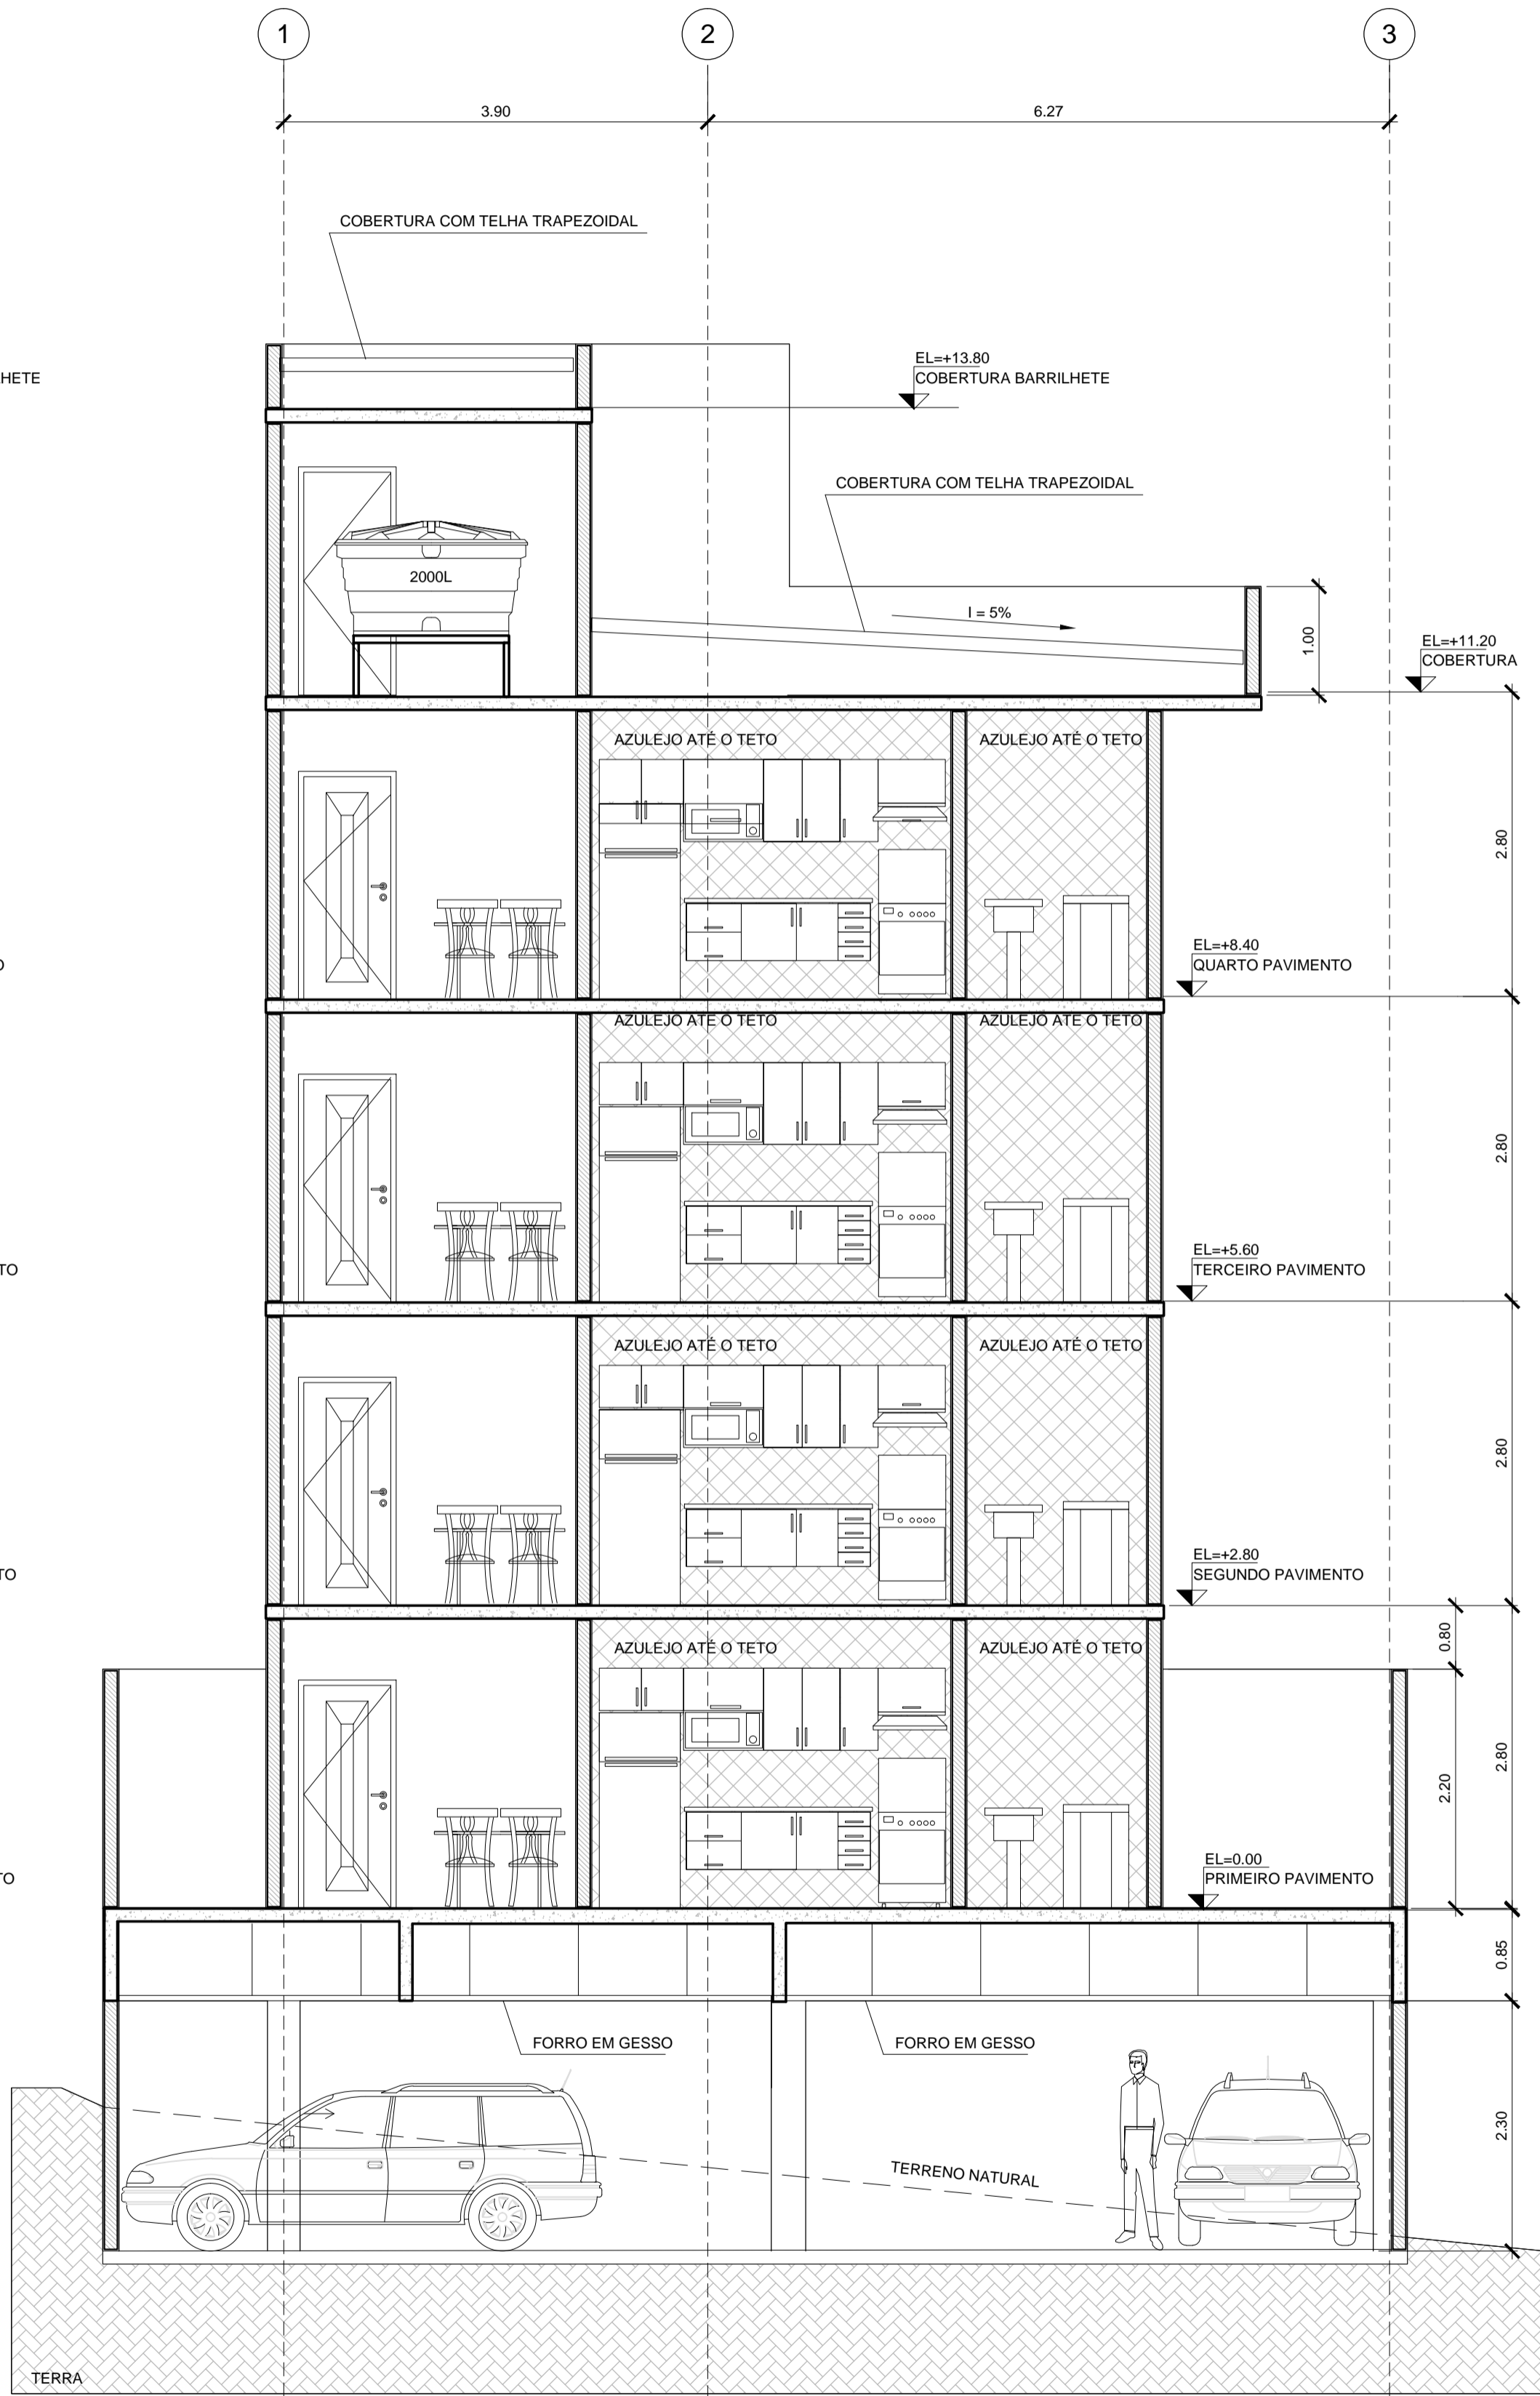 1
2
3
3.90
6.27
COBERTURA COM TELHA TRAPEZOIDAL
EL=+13.80
HETE
COBERTURA BARRILHETE
COBERTURA COM TELHA TRAPEZOIDAL
2000L
I = 5%
1.00
EL=+11.20
COBERTURA
AZULEJO ATÉ O TETO
AZULEJO ATÉ O TETO
2.80
EL=+8.40
O
QUARTO PAVIMENTO
AZULEJO ATÉ O TETO
AZULEJO ATÉ O TETO
2.80
EL=+5.60
TO
TERCEIRO PAVIMENTO
AZULEJO ATÉ O TETO
AZULEJO ATÉ O TETO
2.80
EL=+2.80
TO
SEGUNDO PAVIMENTO
0.80
AZULEJO ATÉ O TETO
AZULEJO ATÉ O TETO
2.80
2.20
EL=0.00
TO
PRIMEIRO PAVIMENTO
0.85
FORRO EM GESSO
FORRO EM GESSO
2.30
TERRENO NATURAL
TERRA